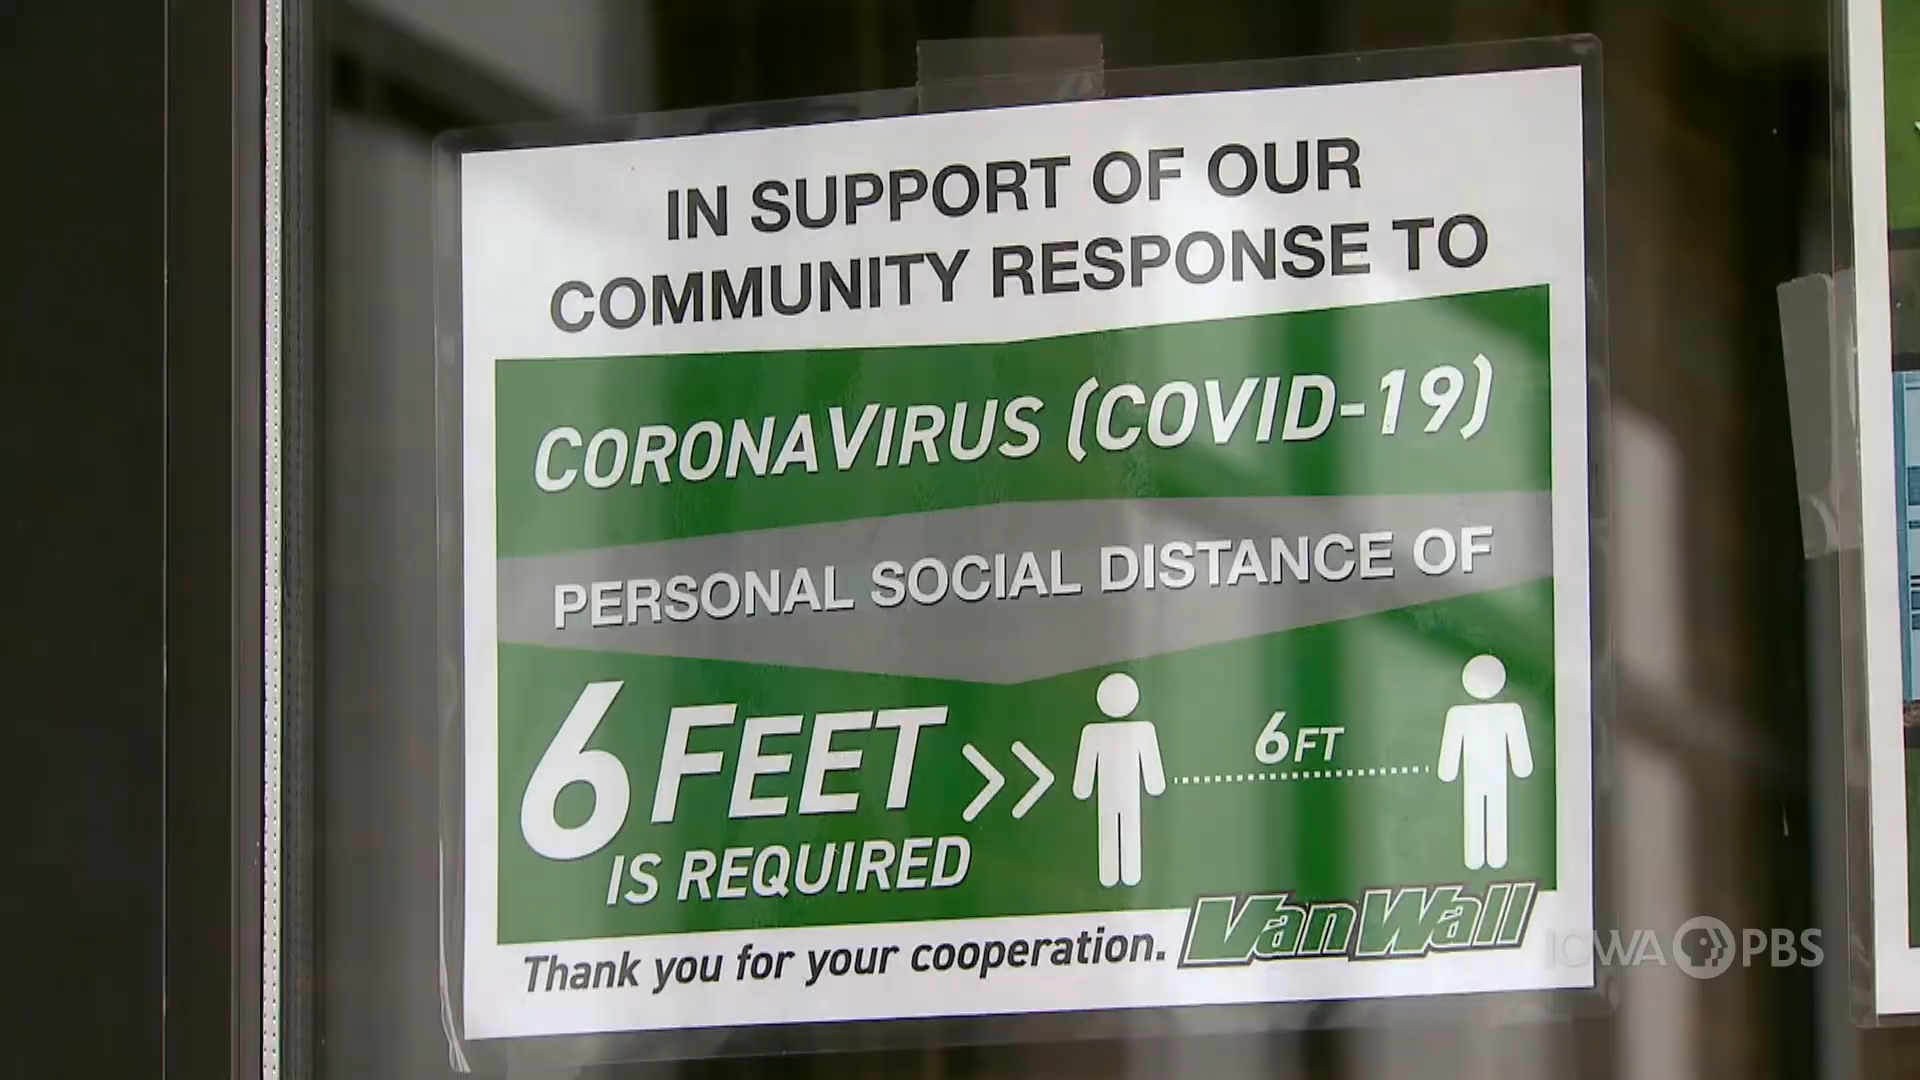 IN SUPPORT OF OUR
COMMUNITY RESPONSE TO
CORONAVIRUS (COVID-19)
PERSONAL SOCIAL DISTANCE OF
6 FEET >>
IS REQUIRED
6FT
Thank you for your cooperation. VanWall
IOWA PBS